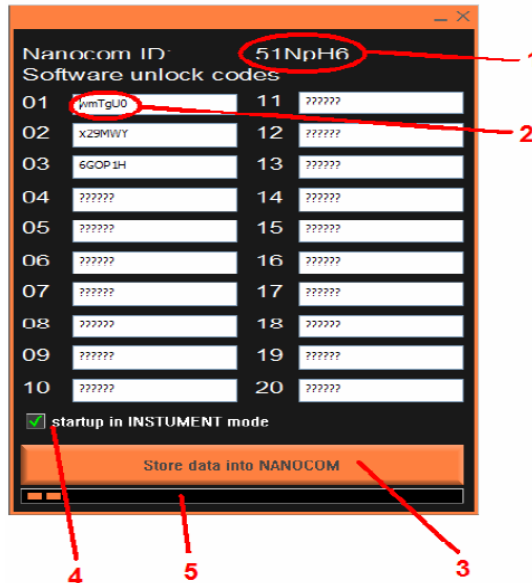 Nanocom ID: 51NpH6 1
Software unlock codes
01 wmTgU0 11 ??????
2
02 x29MWY 12 ??????
03 6GOP1H 13 ??????
04 ?????? 14 ??????
05 ?????? 15 ??????
06 ?????? 16 ??????
07 ?????? 17 ??????
08 ?????? 18 ??????
09 ?????? 19 ??????
10 ?????? 20 ??????
startup in INSTUMENT mode
Store data into NANOCOM
4 5 3